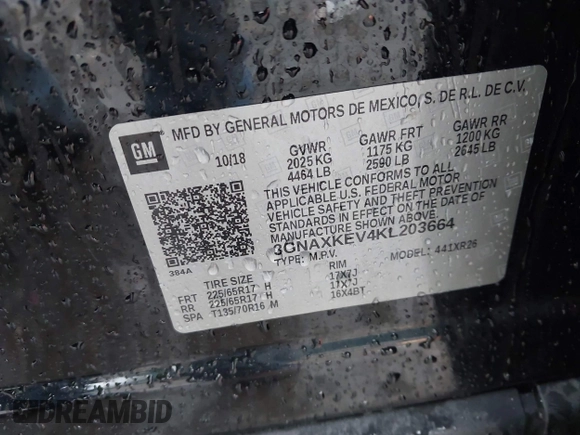 GM
MFD BY GENERAL MOTORS DE MEXICO, S. DE R.L. DE C.V.
10/18 GVWR GAWR FRT GAWR RR
2025 KG 1175 KG 1200 KG
4464 LB 2590 LB 2645 LB
THIS VEHICLE CONFORMS TO ALL
APPLICABLE U.S. FEDERAL MOTOR
VEHICLE SAFETY AND THEFT PREVENTION
STANDARDS IN EFFECT ON THE DATE OF
MANUFACTURE SHOWN ABOVE.
3GNAXKEV4KL203664
384A TYPE: M.P.V. MODEL: 441XR26
TIRE SIZE RIM
FRT 225/65R17 H 17X7J
RR 225/65R17 H 17X7J
SPA T135/70R16 M 16X4BT
DREAMBID